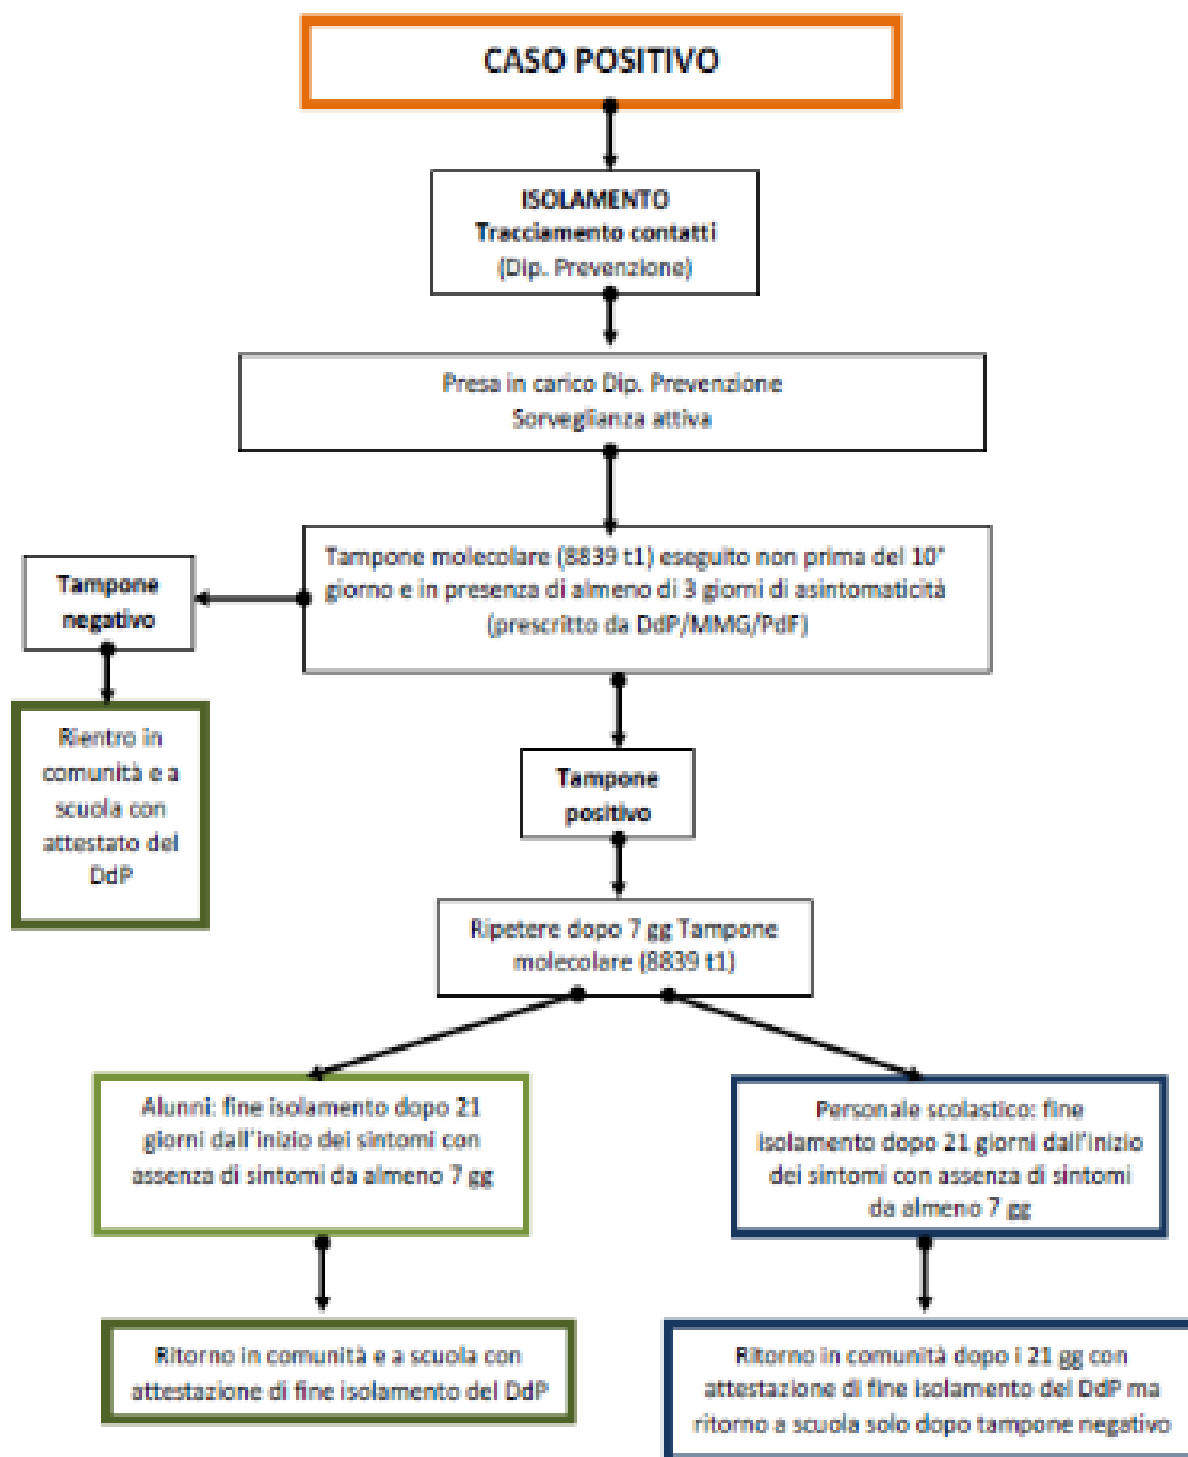 CASO POSITIVO
ISOLAMENTO
Tracciamento contatti
(Dip. Prevenzione)
Presa in carico Dip. Prevenzione
Sorveglianza attiva
Tampone molecolare (8839 t1) eseguito non prima del 10°
giorno e in presenza di almeno di 3 giorni di asintomaticità
(prescritto da DdP/MMG/PdF)
Tampone
negativo
Rientro in
comunità e a
scuola con
attestato del
DdP
Tampone
positivo
Ripetere dopo 7 gg Tampone
molecolare (8839 t1)
Alunni: fine isolamento dopo 21
giorni dall'inizio dei sintomi con
assenza di sintomi da almeno 7 gg
Personale scolastico: fine
isolamento dopo 21 giorni dall'inizio
dei sintomi con assenza di sintomi
da almeno 7 gg
Ritorno in comunità e a scuola con
attestazione di fine isolamento del DdP
Ritorno in comunità dopo i 21 gg con
attestazione di fine isolamento del DdP ma
ritorno a scuola solo dopo tampone negativo